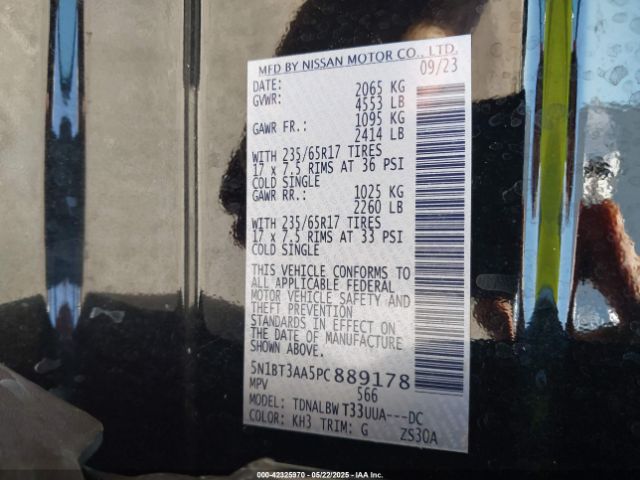 MFD BY NISSAN MOTOR CO., LTD.
DATE: 09/23
GVWR: 2065 KG
4553 LB
GAWR FR.: 1095 KG
2414 LB
WITH 235/65R17 TIRES
17 x 7.5 RIMS AT 36 PSI
COLD SINGLE
GAWR RR.: 1025 KG
2260 LB
WITH 235/65R17 TIRES
17 x 7.5 RIMS AT 33 PSI
COLD SINGLE
THIS VEHICLE CONFORMS TO
ALL APPLICABLE FEDERAL
MOTOR VEHICLE SAFETY AND
THEFT PREVENTION
STANDARDS IN EFFECT ON
THE DATE OF MANUFACTURE
SHOWN ABOVE.
5N1BT3AA5PC889178
MPV 566
MODEL: TDNALBW T33UUA---DC
COLOR: KH3 TRIM: G ZS30A
000-42325970 - 05/22/2025 - IAAI.COM